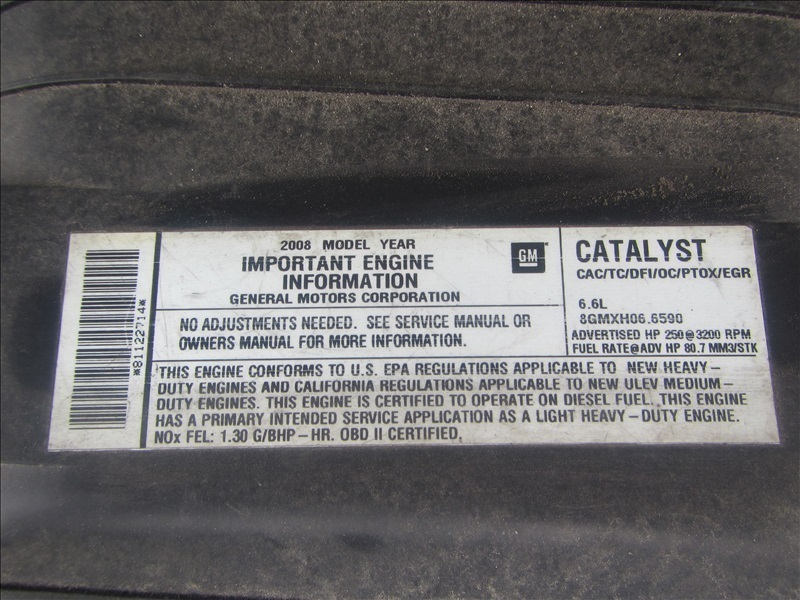 *81122714*
2008 MODEL YEAR
IMPORTANT ENGINE
INFORMATION
GENERAL MOTORS CORPORATION
GM
NO ADJUSTMENTS NEEDED. SEE SERVICE MANUAL OR
OWNERS MANUAL FOR MORE INFORMATION.
CATALYST
CAC/TC/DFI/OC/PTOX/EGR
6.6L
8GMXH06.6590
ADVERTISED HP 250@3200 RPM
FUEL RATE@ADV HP 80.7 MM3/STK
THIS ENGINE CONFORMS TO U.S. EPA REGULATIONS APPLICABLE TO NEW HEAVY-
DUTY ENGINES AND CALIFORNIA REGULATIONS APPLICABLE TO NEW ULEV MEDIUM-
DUTY ENGINES. THIS ENGINE IS CERTIFIED TO OPERATE ON DIESEL FUEL. THIS ENGINE
HAS A PRIMARY INTENDED SERVICE APPLICATION AS A LIGHT HEAVY-DUTY ENGINE.
NOx FEL: 1.30 G/BHP-HR. OBD II CERTIFIED.